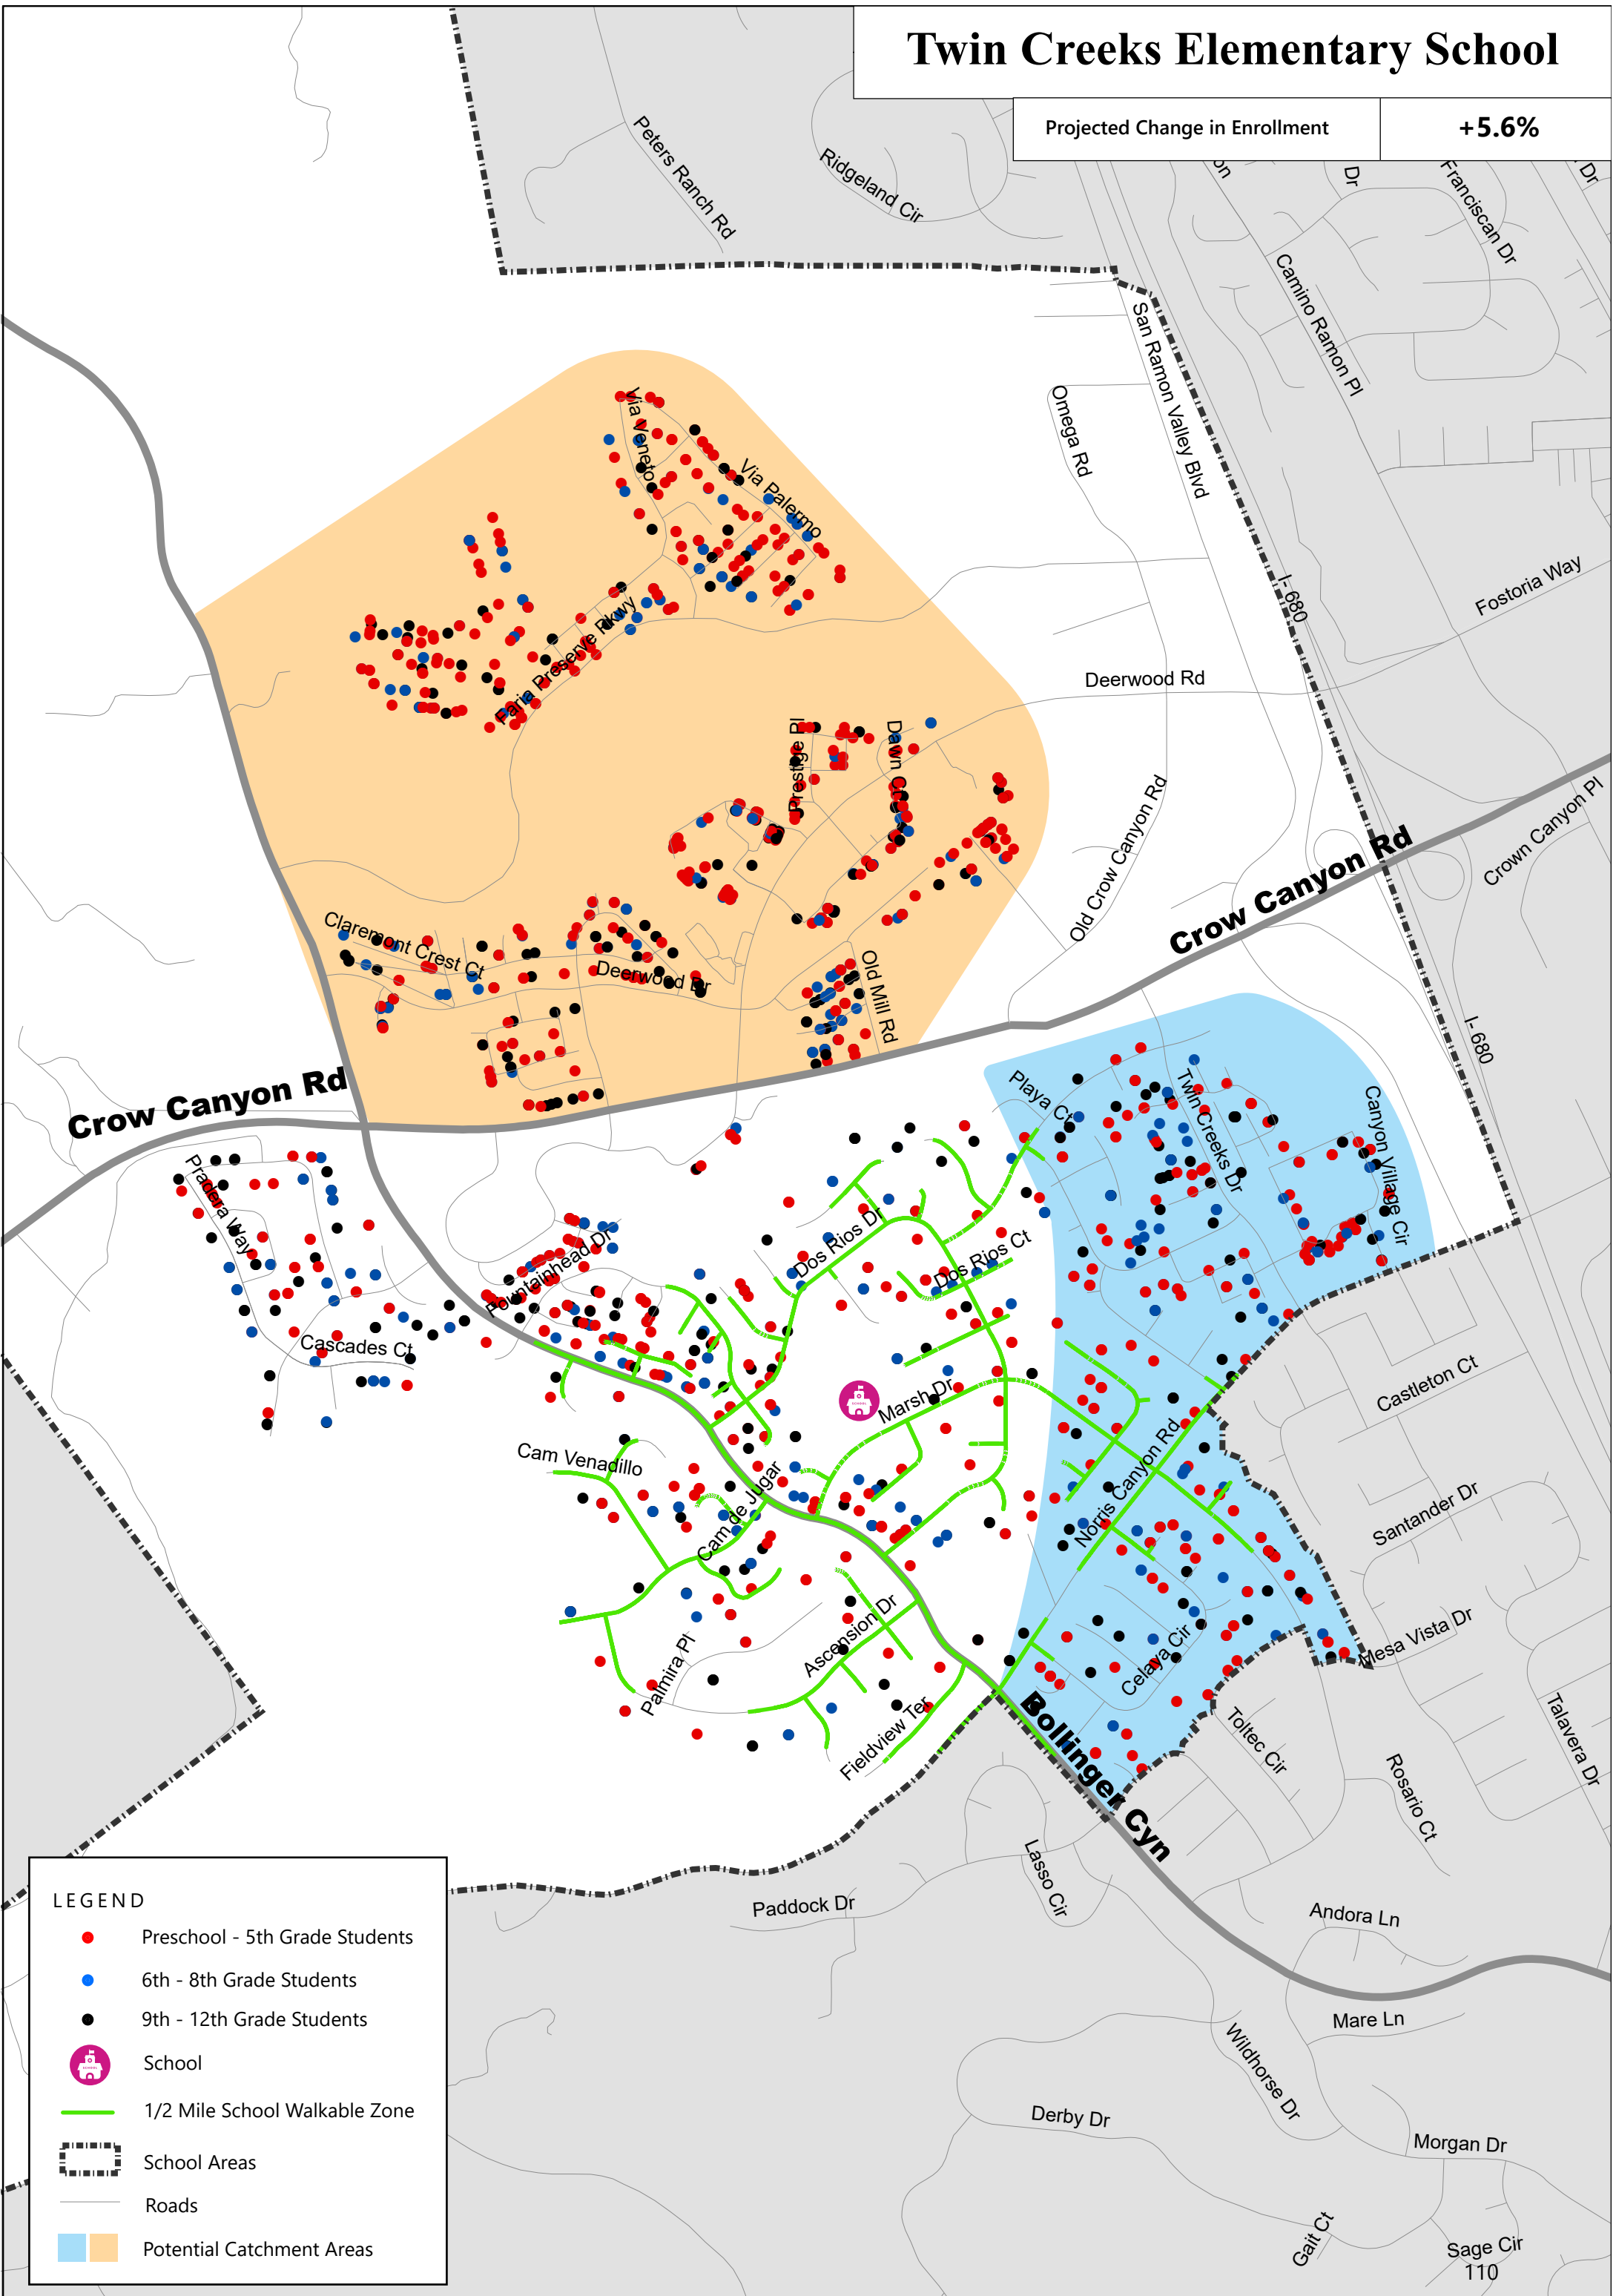 Twin Creeks Elementary School
Projected Change in Enrollment
+5.6%
Peters Ranch Rd
Ridgeland Cir
on
Dr
Franciscan Dr
Dr
Camino Ramon Pl
San Ramon Valley Blvd
Omega Rd
Via Veneto
Via Palermo
I- 680
Fostoria Way
Faria Preserve Pkwy
Deerwood Rd
Prestige Pl
Dawn Ct
Old Crow Canyon Rd
Crow Canyon Rd
Crown Canyon Pl
Claremont Crest Ct
Deerwood Dr
Old Mill Rd
I- 680
Crow Canyon Rd
Playa Ct
Twin Creeks Dr
Canyon Village Cir
Pradera Way
Fountainhead Dr
Dos Rios Dr
Dos Rios Ct
Cascades Ct
Marsh Dr
Castleton Ct
Cam Venadillo
Cam de Jugar
Norris Canyon Rd
Santander Dr
Ascension Dr
Palmira Pl
Celaya Cir
Mesa Vista Dr
Fieldview Ter
Bollinger Cyn
Toltec Cir
Talavera Dr
Rosario Ct
Lasso Cir
Paddock Dr
Andora Ln
Mare Ln
Wildhorse Dr
Derby Dr
Morgan Dr
Gait Ct
Sage Cir
110
LEGEND
Preschool - 5th Grade Students
6th - 8th Grade Students
9th - 12th Grade Students
School
1/2 Mile School Walkable Zone
School Areas
Roads
Potential Catchment Areas